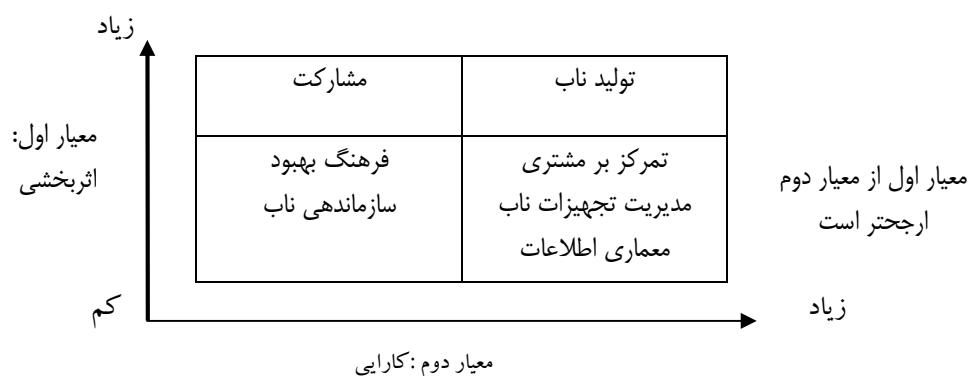 زیاد
مشارکت
تولید ناب
معیار اول:
اثربخشی
فرهنگ بهبود
سازماندهی ناب
تمرکز بر مشتری
مدیریت تجهیزات ناب
معماری اطلاعات
معیار اول از معیار دوم
ارجحتر است
کم
زیاد
معیار دوم :کارایی